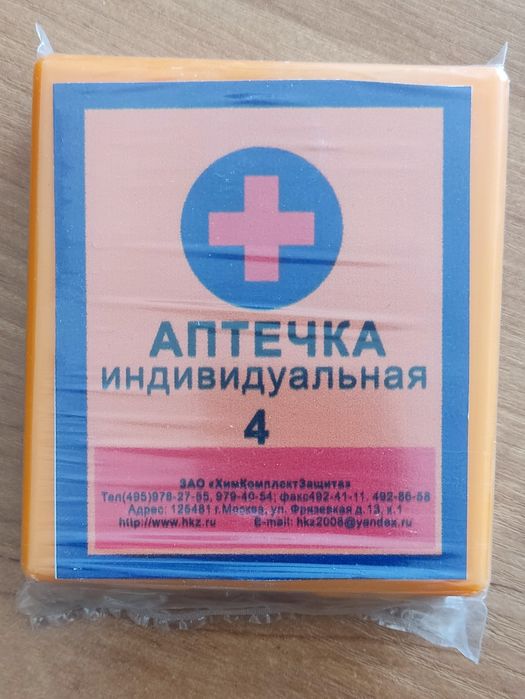 АПТЕЧКА
индивидуальная
4
ЗАО «ХимКомплектЗащита»
Тел(495)978-27-55, 979-40-54; факс492-41-11, 492-86-58
Адрес: 125481 г.Москва, ул. Фрязевская д.13, к.1
http://www.hkz.ru E-mail: hkz2008@yandex.ru